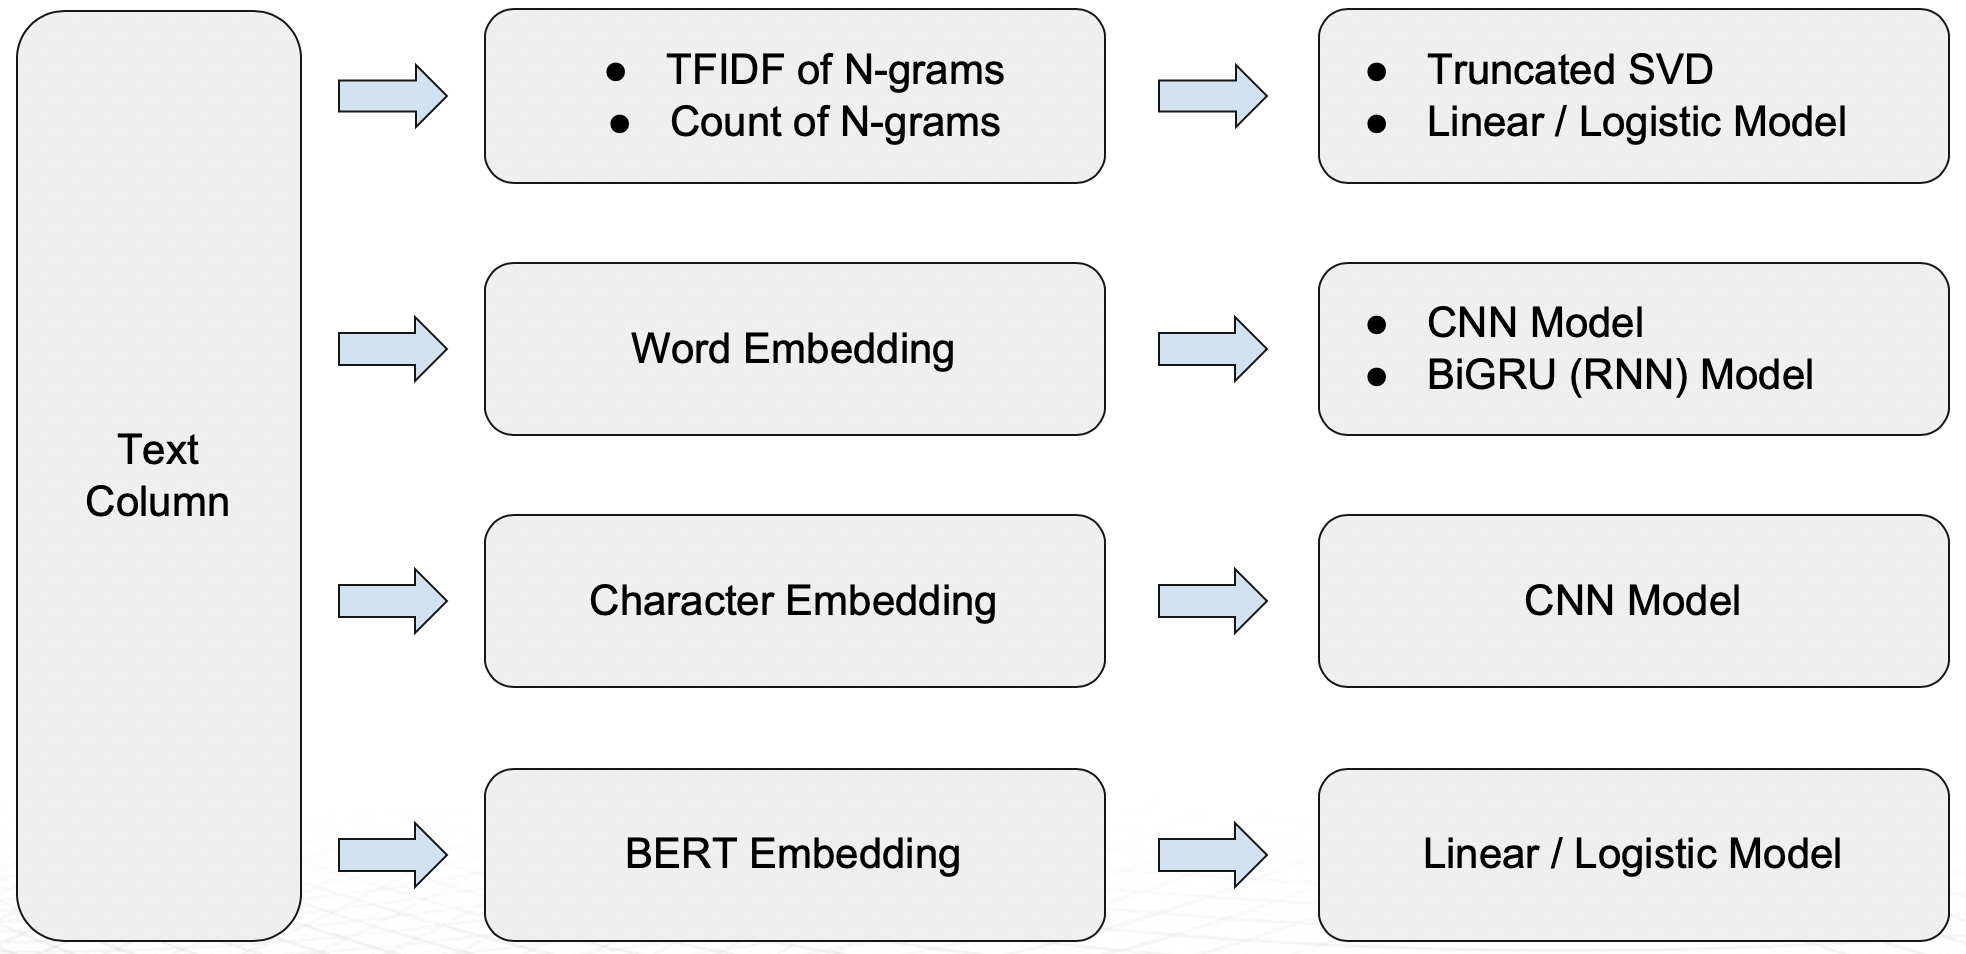 Text
Column
● TFIDF of N-grams
● Count of N-grams
● Truncated SVD
● Linear / Logistic Model
Word Embedding
● CNN Model
● BiGRU (RNN) Model
Character Embedding
CNN Model
BERT Embedding
Linear / Logistic Model